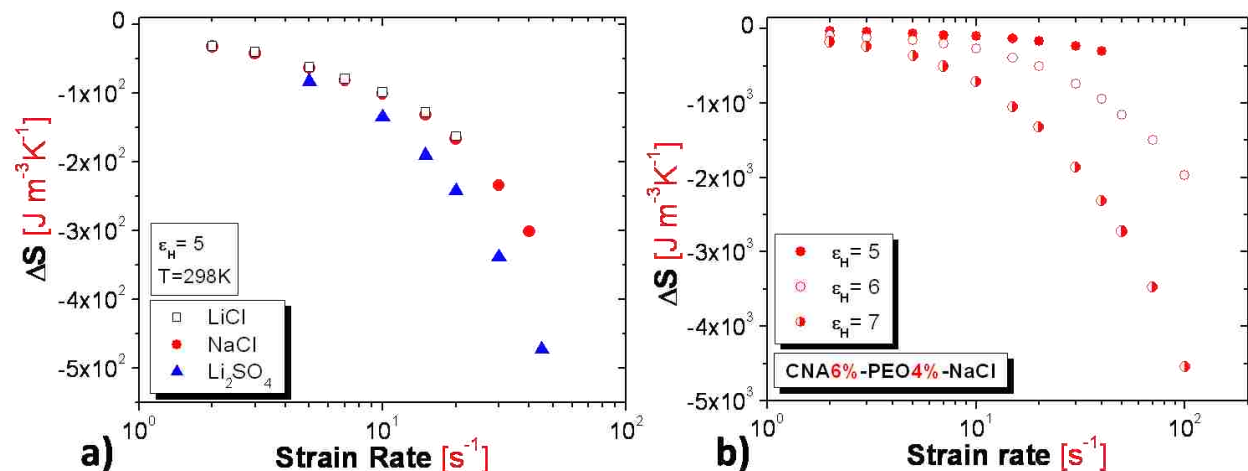 0
-1x10²
-2x10²
-3x10²
-4x10²
-5x10²
ΔS [J m⁻³K⁻¹]
ε_H= 5
T=298K
LiCl
NaCl
Li₂SO₄
10⁰
10¹
10²
a) Strain Rate [s⁻¹]
0
-1x10³
-2x10³
-3x10³
-4x10³
-5x10³
ΔS [J m⁻³K⁻¹]
ε_H= 5
ε_H= 6
ε_H= 7
CNA6%-PEO4%-NaCl
10⁰
10¹
10²
b) Strain rate [s⁻¹]